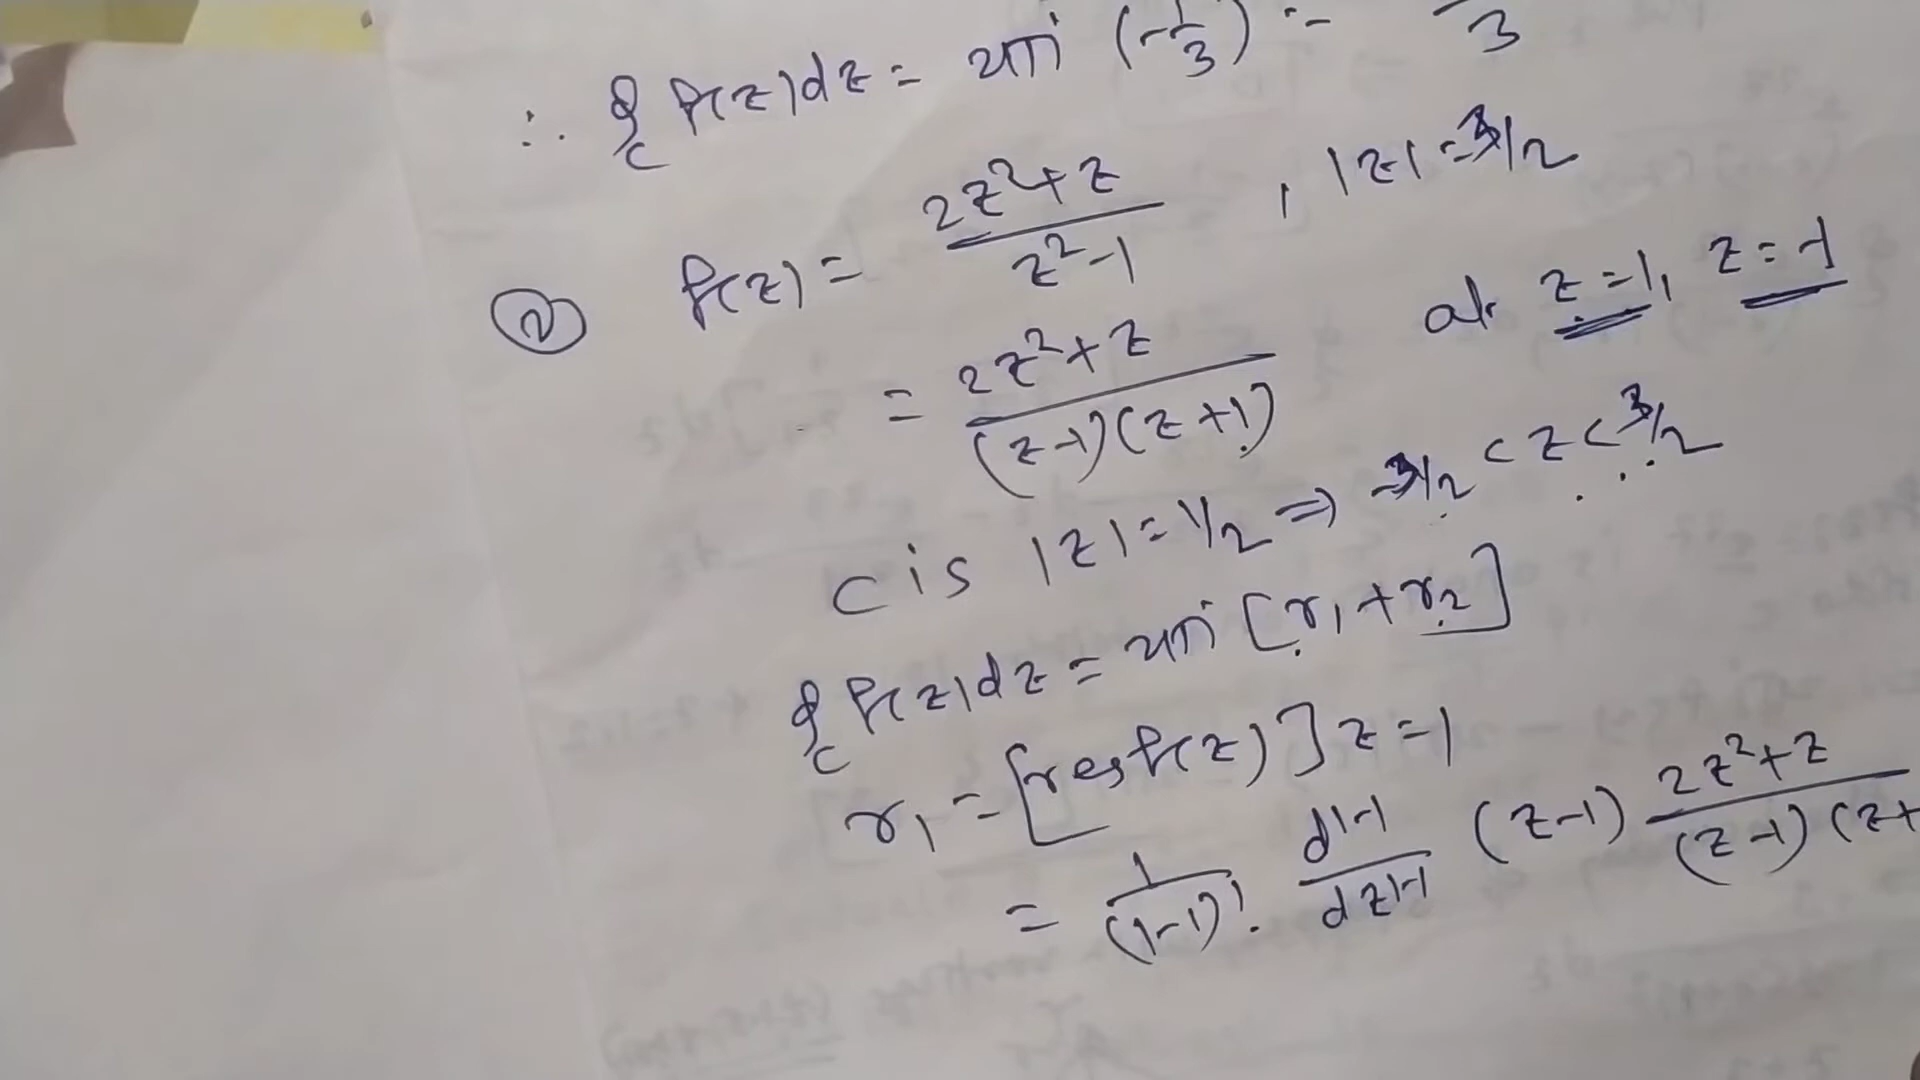 ∴ ∮_C f(z)dz = 2πi (-1/3) = 3
② f(z) = (2z²+z)/(z²-1) , |z| = 3/2
= (2z²+z)/((z-1)(z+1)) at z=1, z=-1
C is |z| = 1/2 ⇒ -3/2 < z < 3/2
∮_C f(z)dz = 2πi [r₁+r₂]
r₁ = [res f(z)] z=1
= 1/(1-1)! d^(1-1)/dz^(1-1) (z-1) (2z²+z)/((z-1)(z+